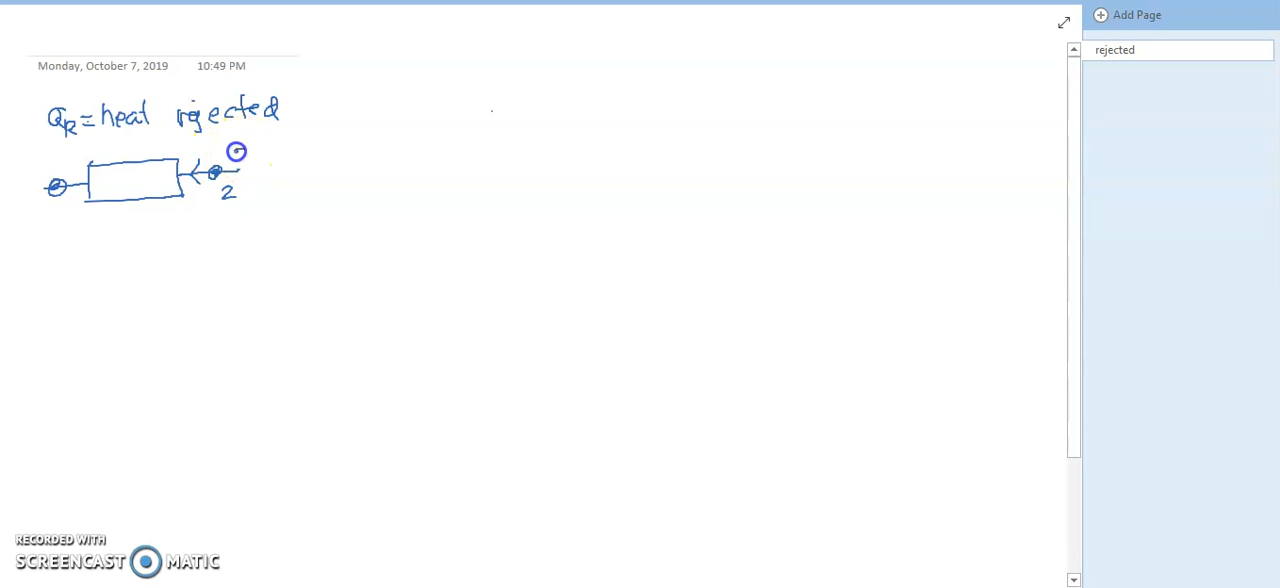 Add Page
rejected
Monday, October 7, 2019 10:49 PM
QR = heat rejected
2
RECORDED WITH
SCREENCAST MATIC